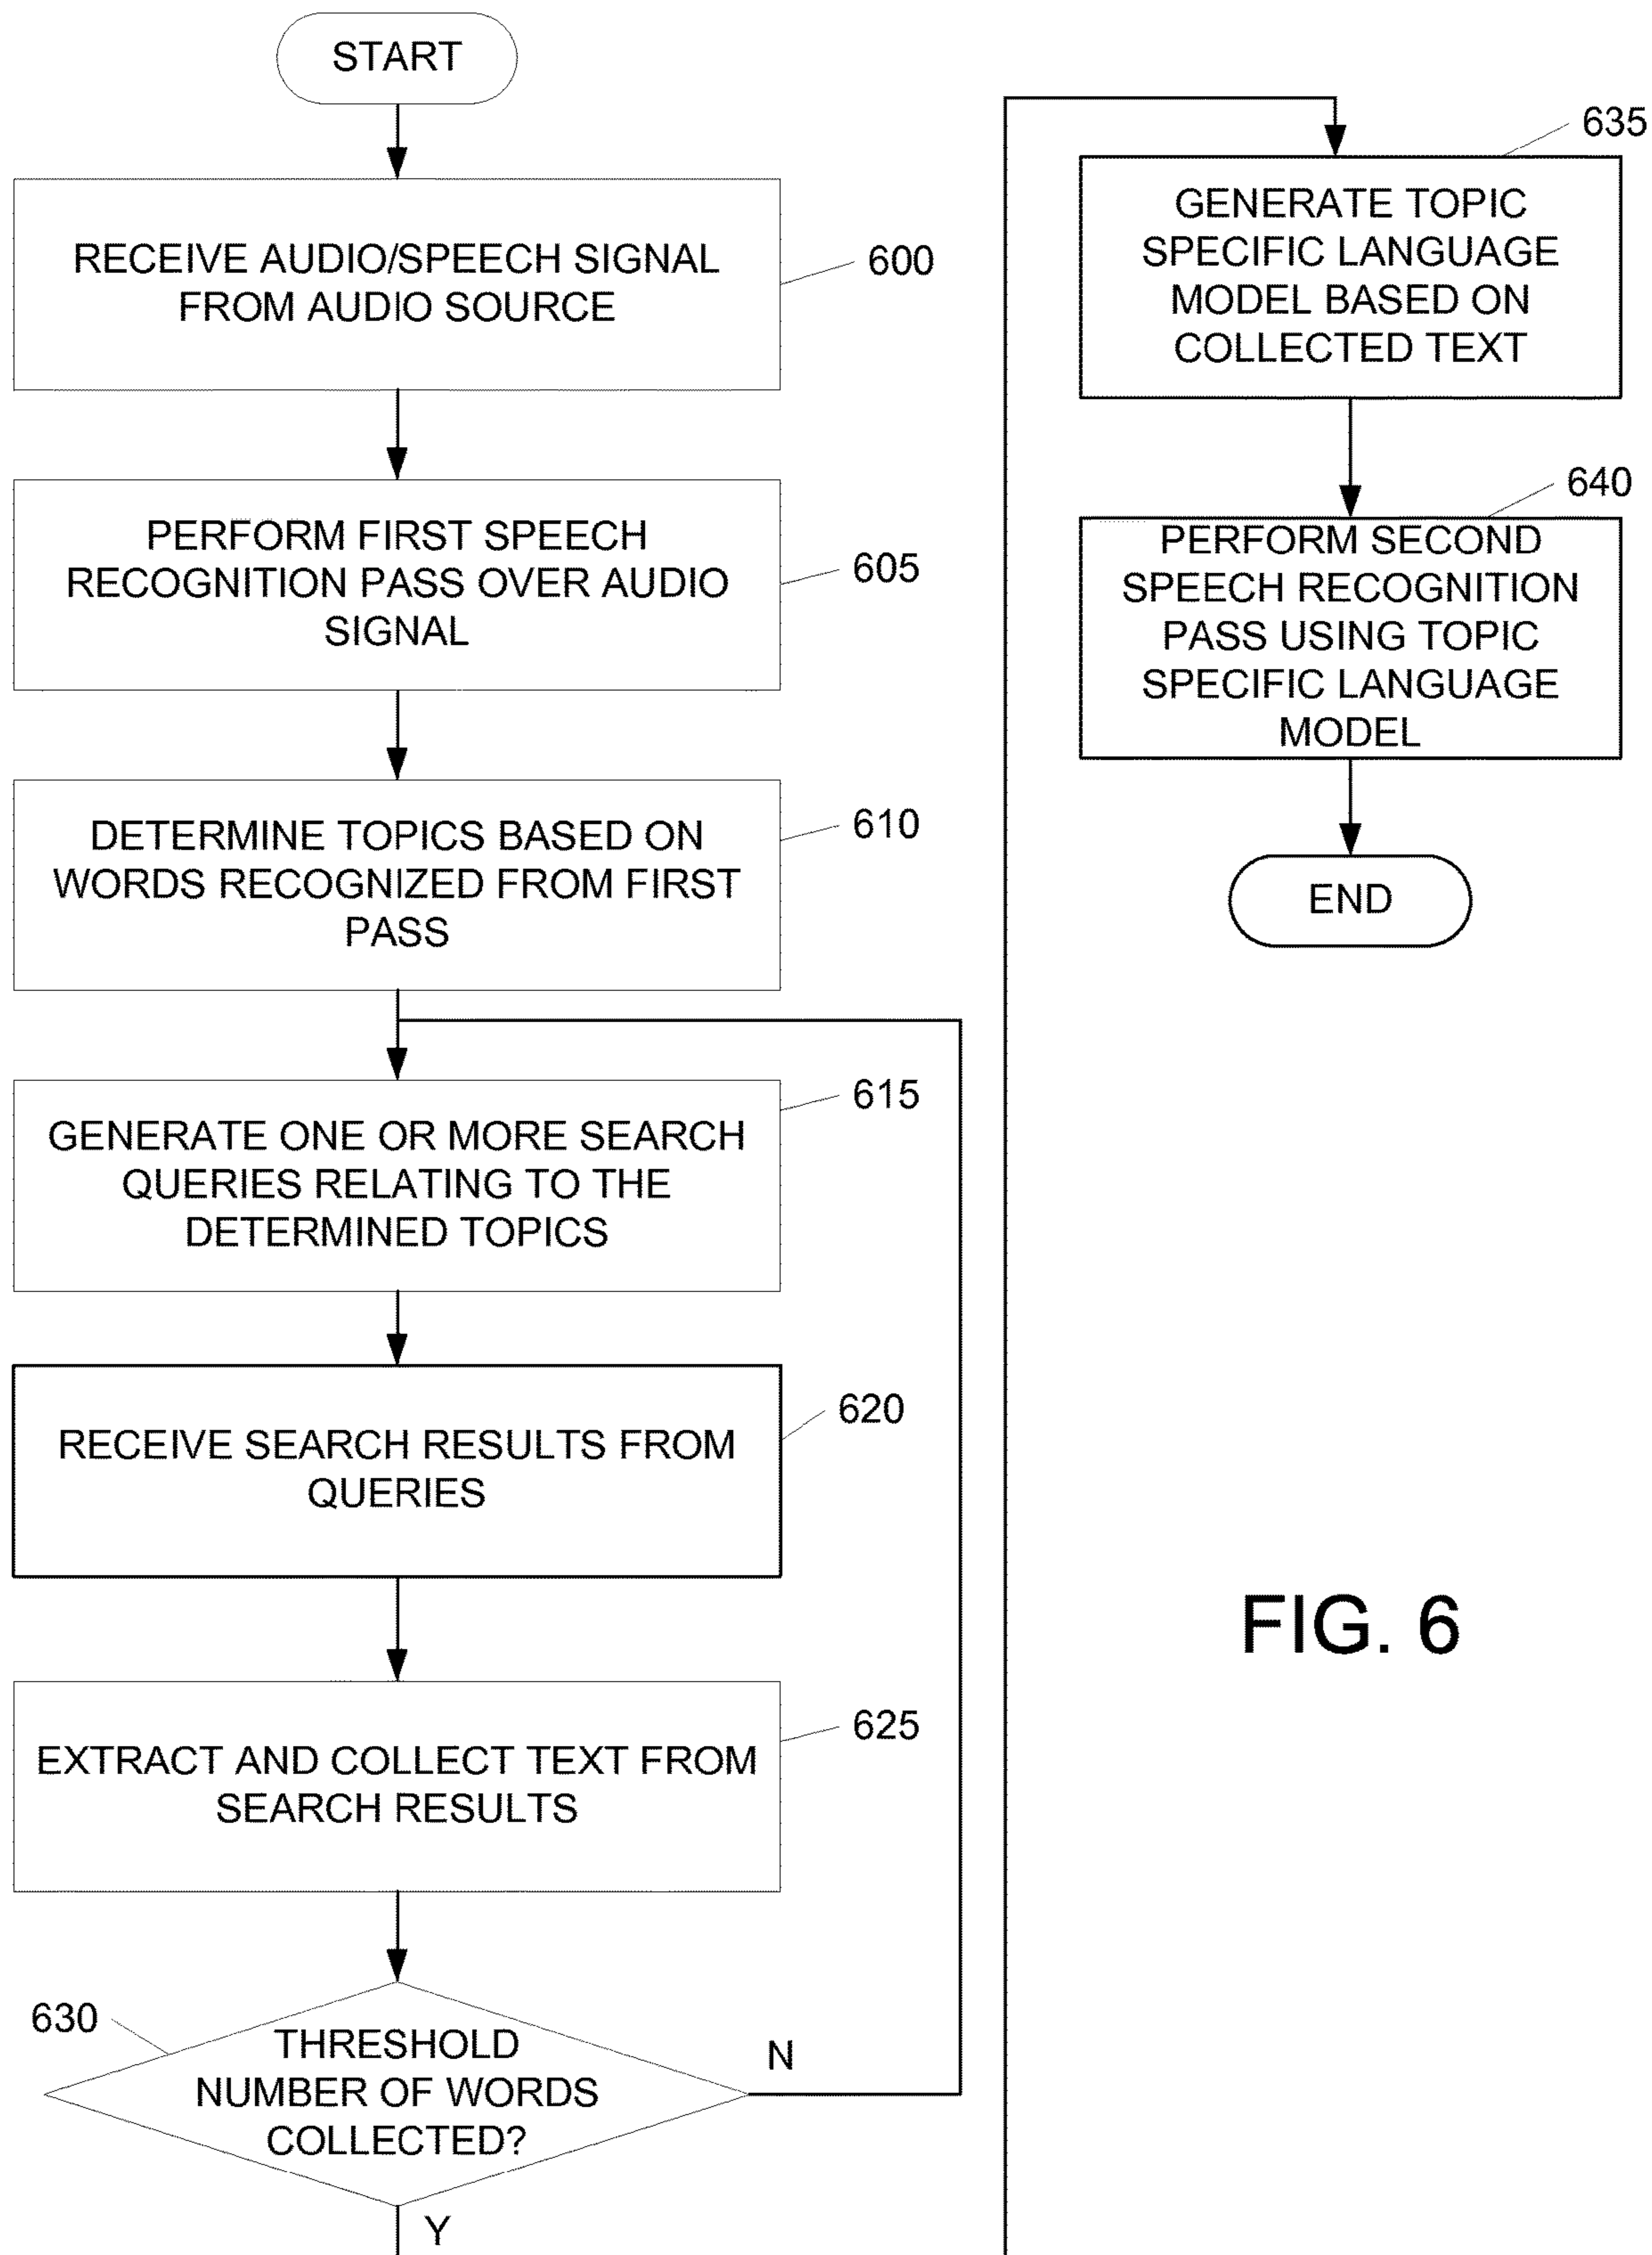 START
RECEIVE AUDIO/SPEECH SIGNAL
FROM AUDIO SOURCE
600
PERFORM FIRST SPEECH
RECOGNITION PASS OVER AUDIO
SIGNAL
605
DETERMINE TOPICS BASED ON
WORDS RECOGNIZED FROM FIRST
PASS
610
GENERATE ONE OR MORE SEARCH
QUERIES RELATING TO THE
DETERMINED TOPICS
615
RECEIVE SEARCH RESULTS FROM
QUERIES
620
EXTRACT AND COLLECT TEXT FROM
SEARCH RESULTS
625
630
THRESHOLD
NUMBER OF WORDS
COLLECTED?
N
Y
635
GENERATE TOPIC
SPECIFIC LANGUAGE
MODEL BASED ON
COLLECTED TEXT
640
PERFORM SECOND
SPEECH RECOGNITION
PASS USING TOPIC
SPECIFIC LANGUAGE
MODEL
END
FIG. 6